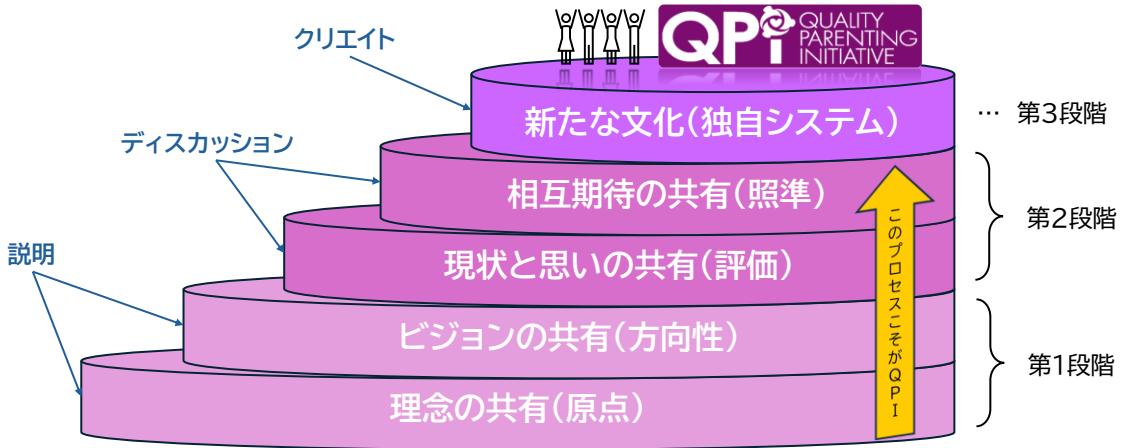 クリエイト
QPi QUALITY
PARENTING
INITIATIVE
新たな文化(独自システム)
… 第3段階
ディスカッション
相互期待の共有(照準)
第2段階
現状と思いの共有(評価)
説明
ビジョンの共有(方向性)
第1段階
理念の共有(原点)
このプロセスこそがQPI